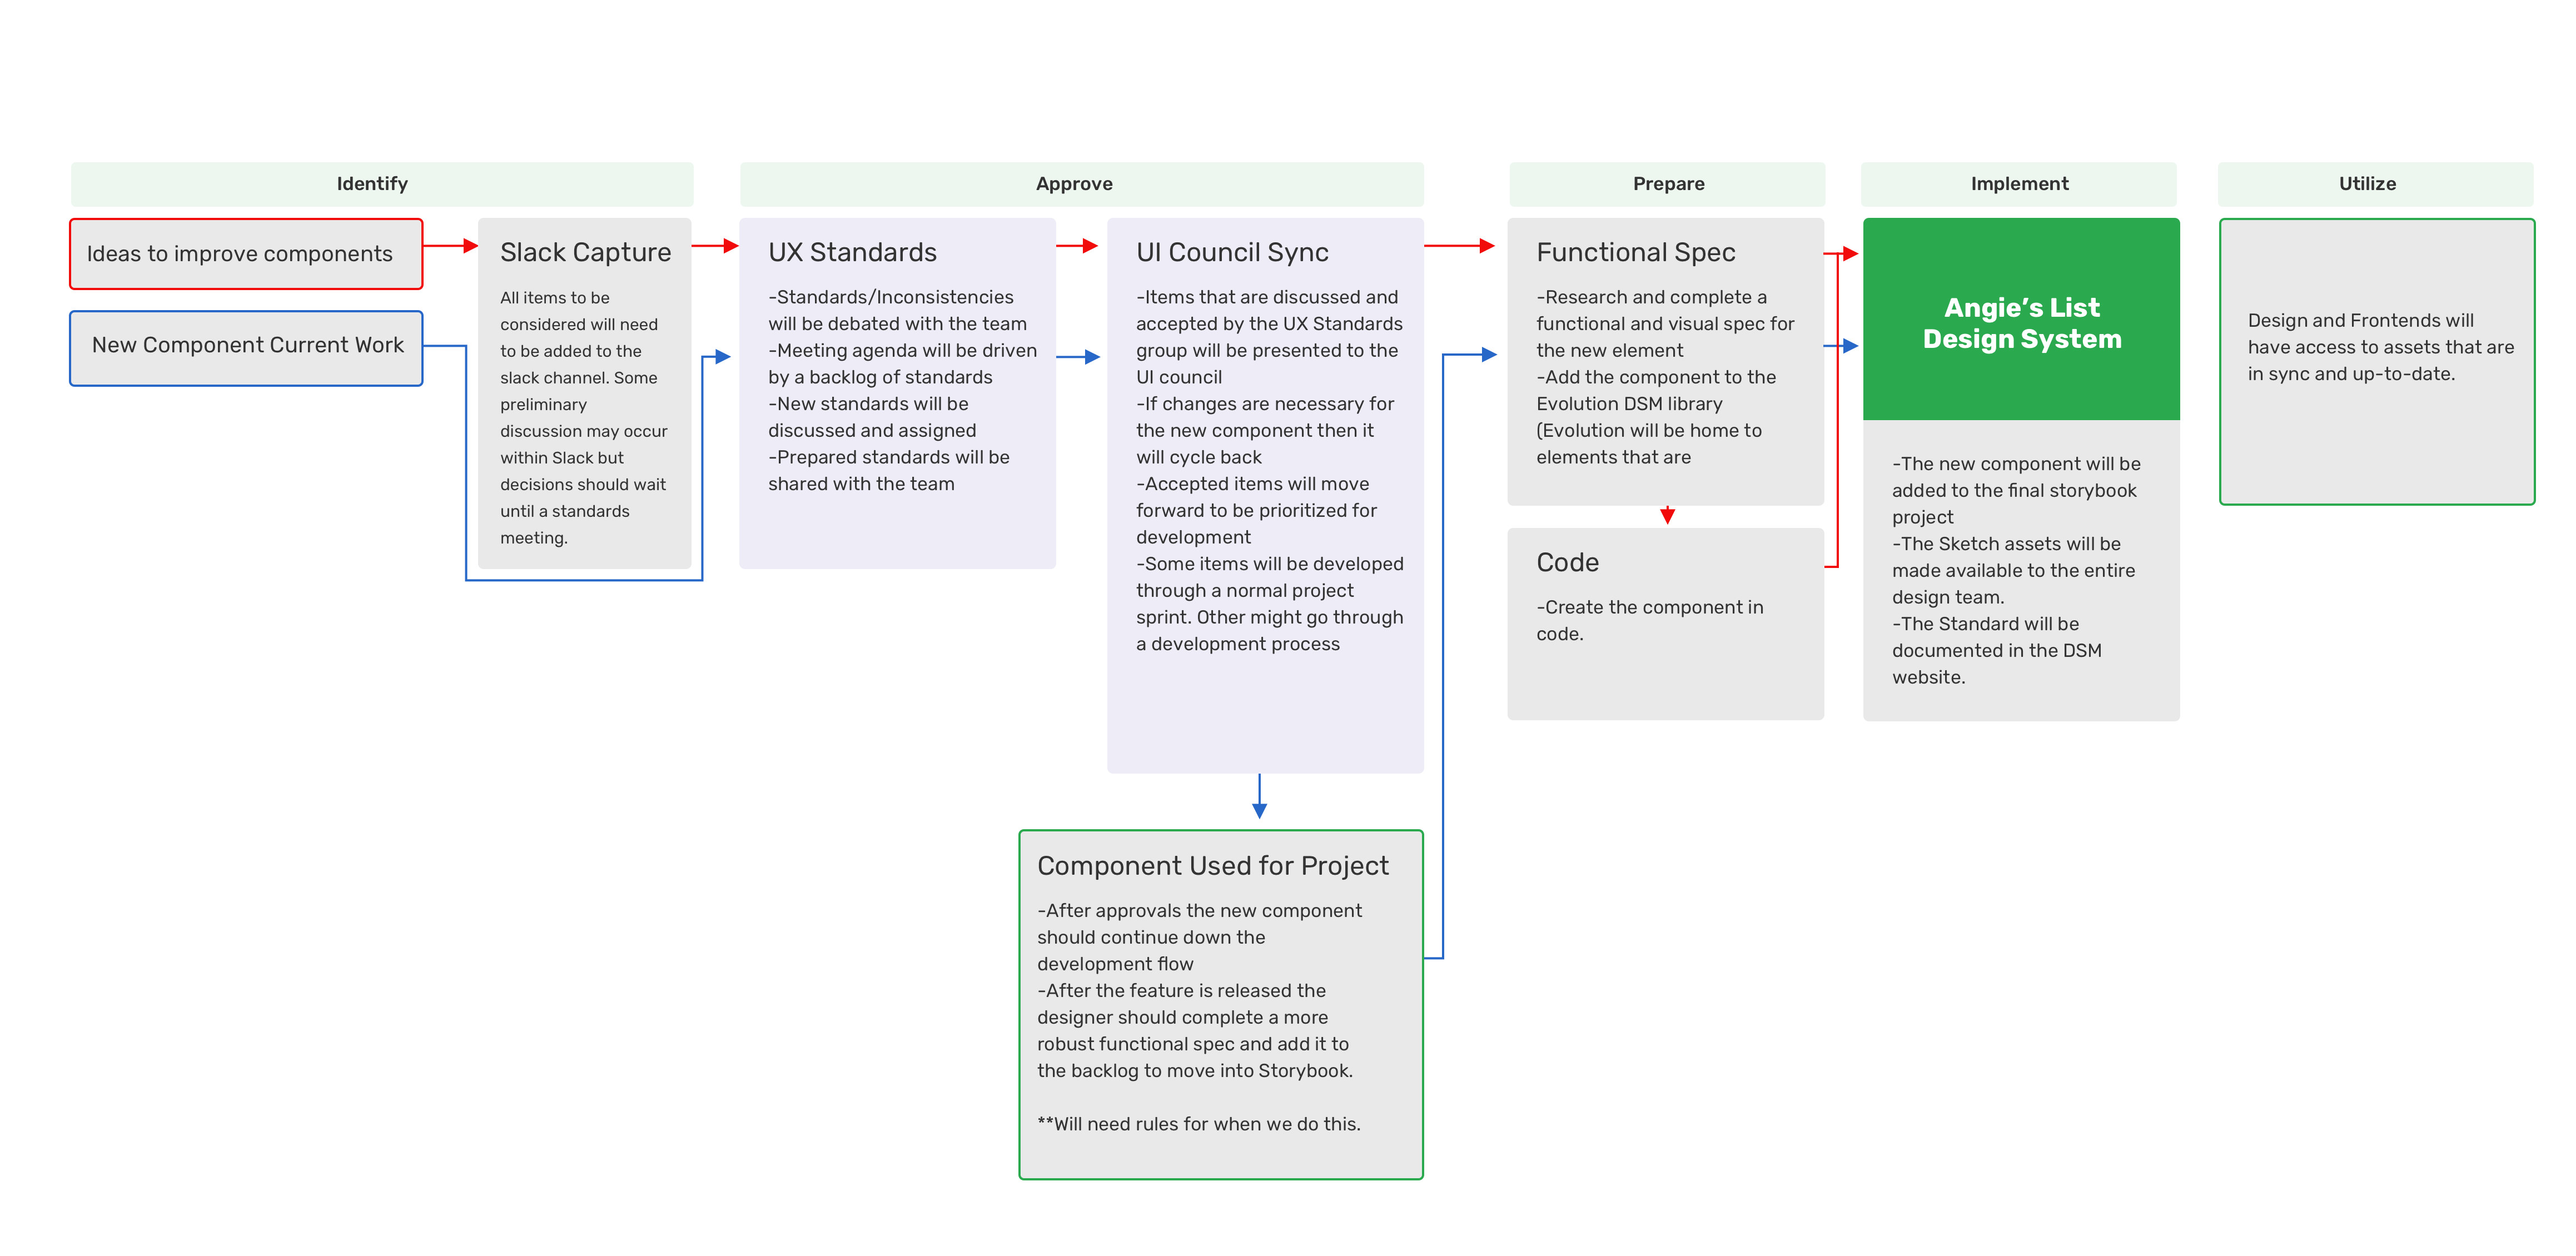 Identify
Approve
Prepare
Implement
Utilize
Ideas to improve components
New Component Current Work
Slack Capture
All items to be
considered will need
to be added to the
slack channel. Some
preliminary
discussion may occur
within Slack but
decisions should wait
until a standards
meeting.
UX Standards
-Standards/Inconsistencies
will be debated with the team
-Meeting agenda will be driven
by a backlog of standards
-New standards will be
discussed and assigned
-Prepared standards will be
shared with the team
UI Council Sync
-Items that are discussed and
accepted by the UX Standards
group will be presented to the
UI council
-If changes are necessary for
the new component then it
will cycle back
-Accepted items will move
forward to be prioritized for
development
-Some items will be developed
through a normal project
sprint. Other might go through
a development process
Component Used for Project
-After approvals the new component
should continue down the
development flow
-After the feature is released the
designer should complete a more
robust functional spec and add it to
the backlog to move into Storybook.
**Will need rules for when we do this.
Functional Spec
-Research and complete a
functional and visual spec for
the new element
-Add the component to the
Evolution DSM library
(Evolution will be home to
elements that are
Code
-Create the component in
code.
Angie’s List
Design System
-The new component will be
added to the final storybook
project
-The Sketch assets will be
made available to the entire
design team.
-The Standard will be
documented in the DSM
website.
Design and Frontends will
have access to assets that are
in sync and up-to-date.